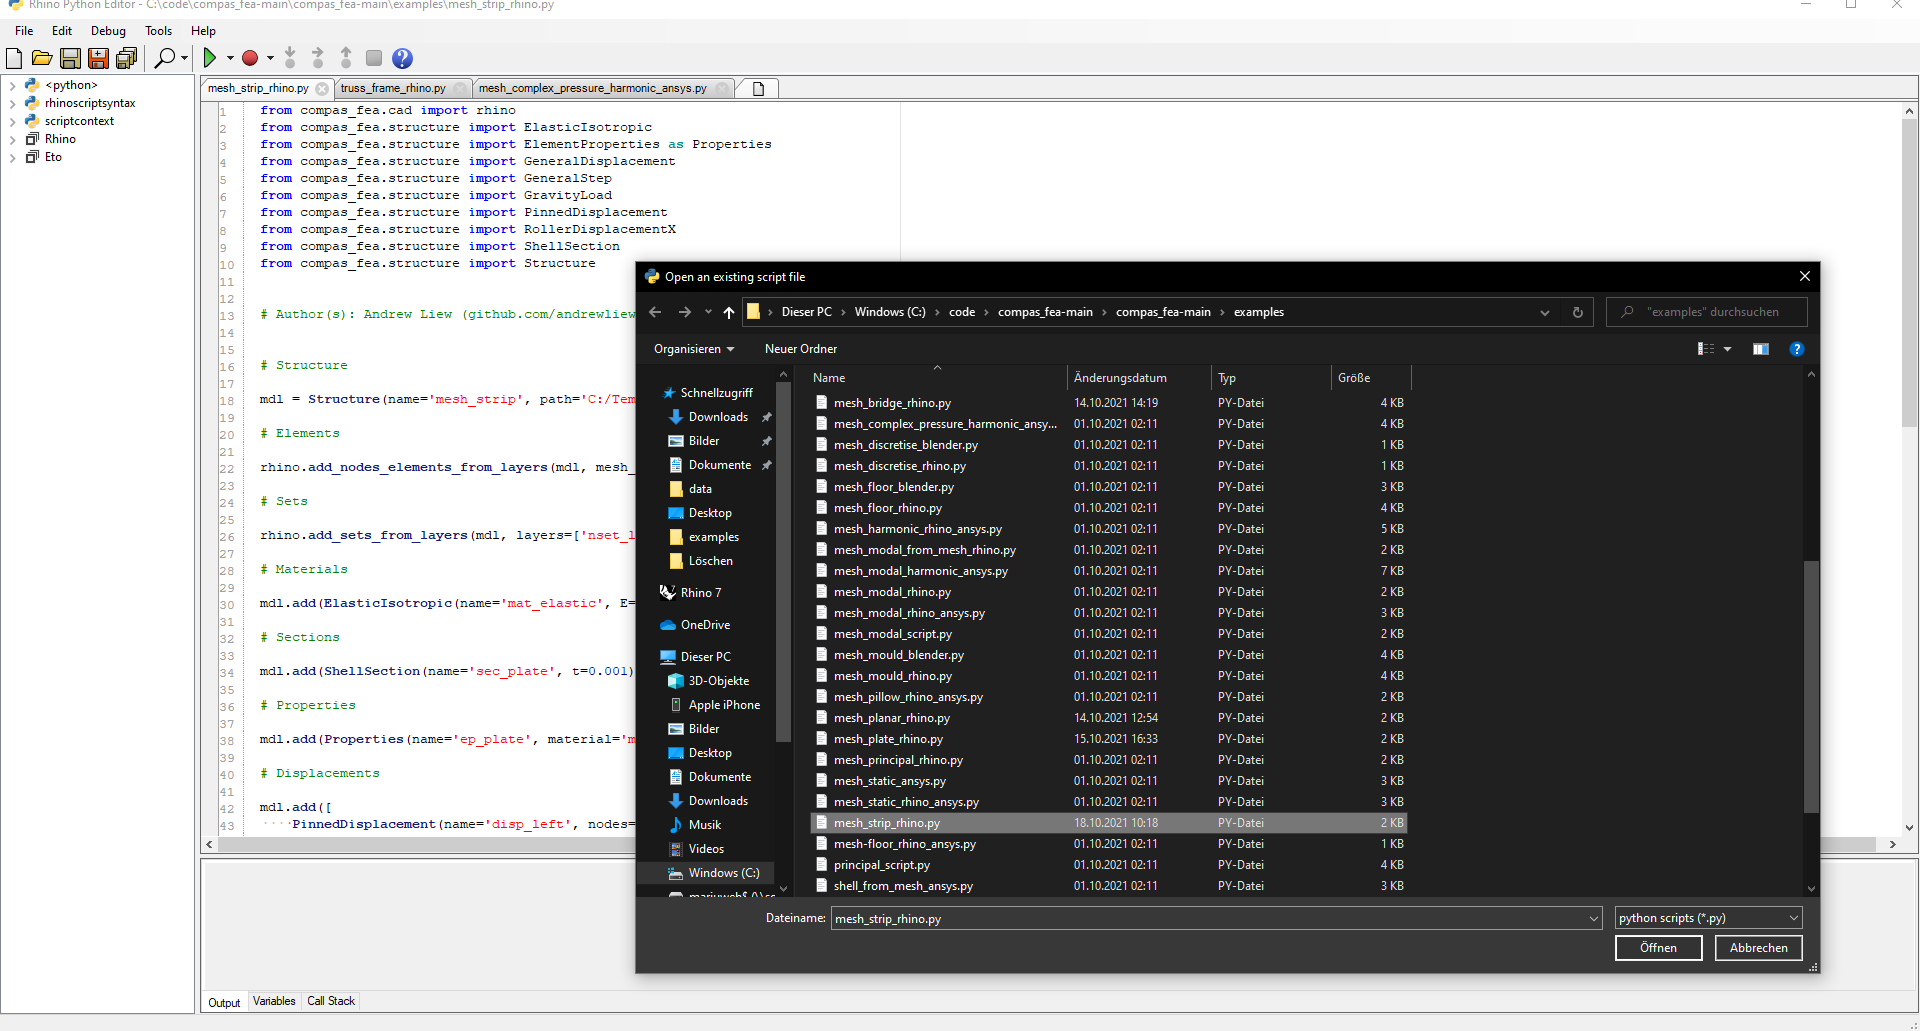 Rhino Python Editor - C:\code\compas_fea-main\compas_fea-main\examples\mesh_strip_rhino.py
File Edit Debug Tools Help
<python>
rhinoscriptsyntax
scriptcontext
Rhino
Eto
mesh_strip_rhino.py truss_frame_rhino.py mesh_complex_pressure_harmonic_ansys.py
1 from compas_fea.cad import rhino
2 from compas_fea.structure import ElasticIsotropic
3 from compas_fea.structure import ElementProperties as Properties
4 from compas_fea.structure import GeneralDisplacement
5 from compas_fea.structure import GeneralStep
6 from compas_fea.structure import GravityLoad
7 from compas_fea.structure import PinnedDisplacement
8 from compas_fea.structure import RollerDisplacementX
9 from compas_fea.structure import ShellSection
10 from compas_fea.structure import Structure
11
12
13 # Author(s): Andrew Liew (github.com/andrewliew
14
15
16 # Structure
17
18 mdl = Structure(name='mesh_strip', path='C:/Tem
19
20 # Elements
21
22 rhino.add_nodes_elements_from_layers(mdl, mesh_
23
24 # Sets
25
26 rhino.add_sets_from_layers(mdl, layers=['nset_l
27
28 # Materials
29
30 mdl.add(ElasticIsotropic(name='mat_elastic', E=
31
32 # Sections
33
34 mdl.add(ShellSection(name='sec_plate', t=0.001)
35
36 # Properties
37
38 mdl.add(Properties(name='ep_plate', material='m
39
40 # Displacements
41
42 mdl.add([
43 ····PinnedDisplacement(name='disp_left', nodes=
Output Variables Call Stack
Open an existing script file
Dieser PC Windows (C:) code compas_fea-main compas_fea-main examples "examples" durchsuchen
Organisieren Neuer Ordner
Schnellzugriff
Downloads
Bilder
Dokumente
data
Desktop
examples
Löschen
Rhino 7
OneDrive
Dieser PC
3D-Objekte
Apple iPhone
Bilder
Desktop
Dokumente
Downloads
Musik
Videos
Windows (C:)
Name Änderungsdatum Typ Größe
mesh_bridge_rhino.py 14.10.2021 14:19 PY-Datei 4 KB
mesh_complex_pressure_harmonic_ansy... 01.10.2021 02:11 PY-Datei 4 KB
mesh_discretise_blender.py 01.10.2021 02:11 PY-Datei 1 KB
mesh_discretise_rhino.py 01.10.2021 02:11 PY-Datei 1 KB
mesh_floor_blender.py 01.10.2021 02:11 PY-Datei 3 KB
mesh_floor_rhino.py 01.10.2021 02:11 PY-Datei 4 KB
mesh_harmonic_rhino_ansys.py 01.10.2021 02:11 PY-Datei 5 KB
mesh_modal_from_mesh_rhino.py 01.10.2021 02:11 PY-Datei 2 KB
mesh_modal_harmonic_ansys.py 01.10.2021 02:11 PY-Datei 7 KB
mesh_modal_rhino.py 01.10.2021 02:11 PY-Datei 2 KB
mesh_modal_rhino_ansys.py 01.10.2021 02:11 PY-Datei 3 KB
mesh_modal_script.py 01.10.2021 02:11 PY-Datei 2 KB
mesh_mould_blender.py 01.10.2021 02:11 PY-Datei 4 KB
mesh_mould_rhino.py 01.10.2021 02:11 PY-Datei 4 KB
mesh_pillow_rhino_ansys.py 01.10.2021 02:11 PY-Datei 2 KB
mesh_planar_rhino.py 14.10.2021 12:54 PY-Datei 2 KB
mesh_plate_rhino.py 15.10.2021 16:33 PY-Datei 2 KB
mesh_principal_rhino.py 01.10.2021 02:11 PY-Datei 2 KB
mesh_static_ansys.py 01.10.2021 02:11 PY-Datei 3 KB
mesh_static_rhino_ansys.py 01.10.2021 02:11 PY-Datei 3 KB
mesh_strip_rhino.py 18.10.2021 10:18 PY-Datei 2 KB
mesh-floor_rhino_ansys.py 01.10.2021 02:11 PY-Datei 1 KB
principal_script.py 01.10.2021 02:11 PY-Datei 4 KB
shell_from_mesh_ansys.py 01.10.2021 02:11 PY-Datei 3 KB
Dateiname: mesh_strip_rhino.py python scripts (*.py)
Öffnen Abbrechen